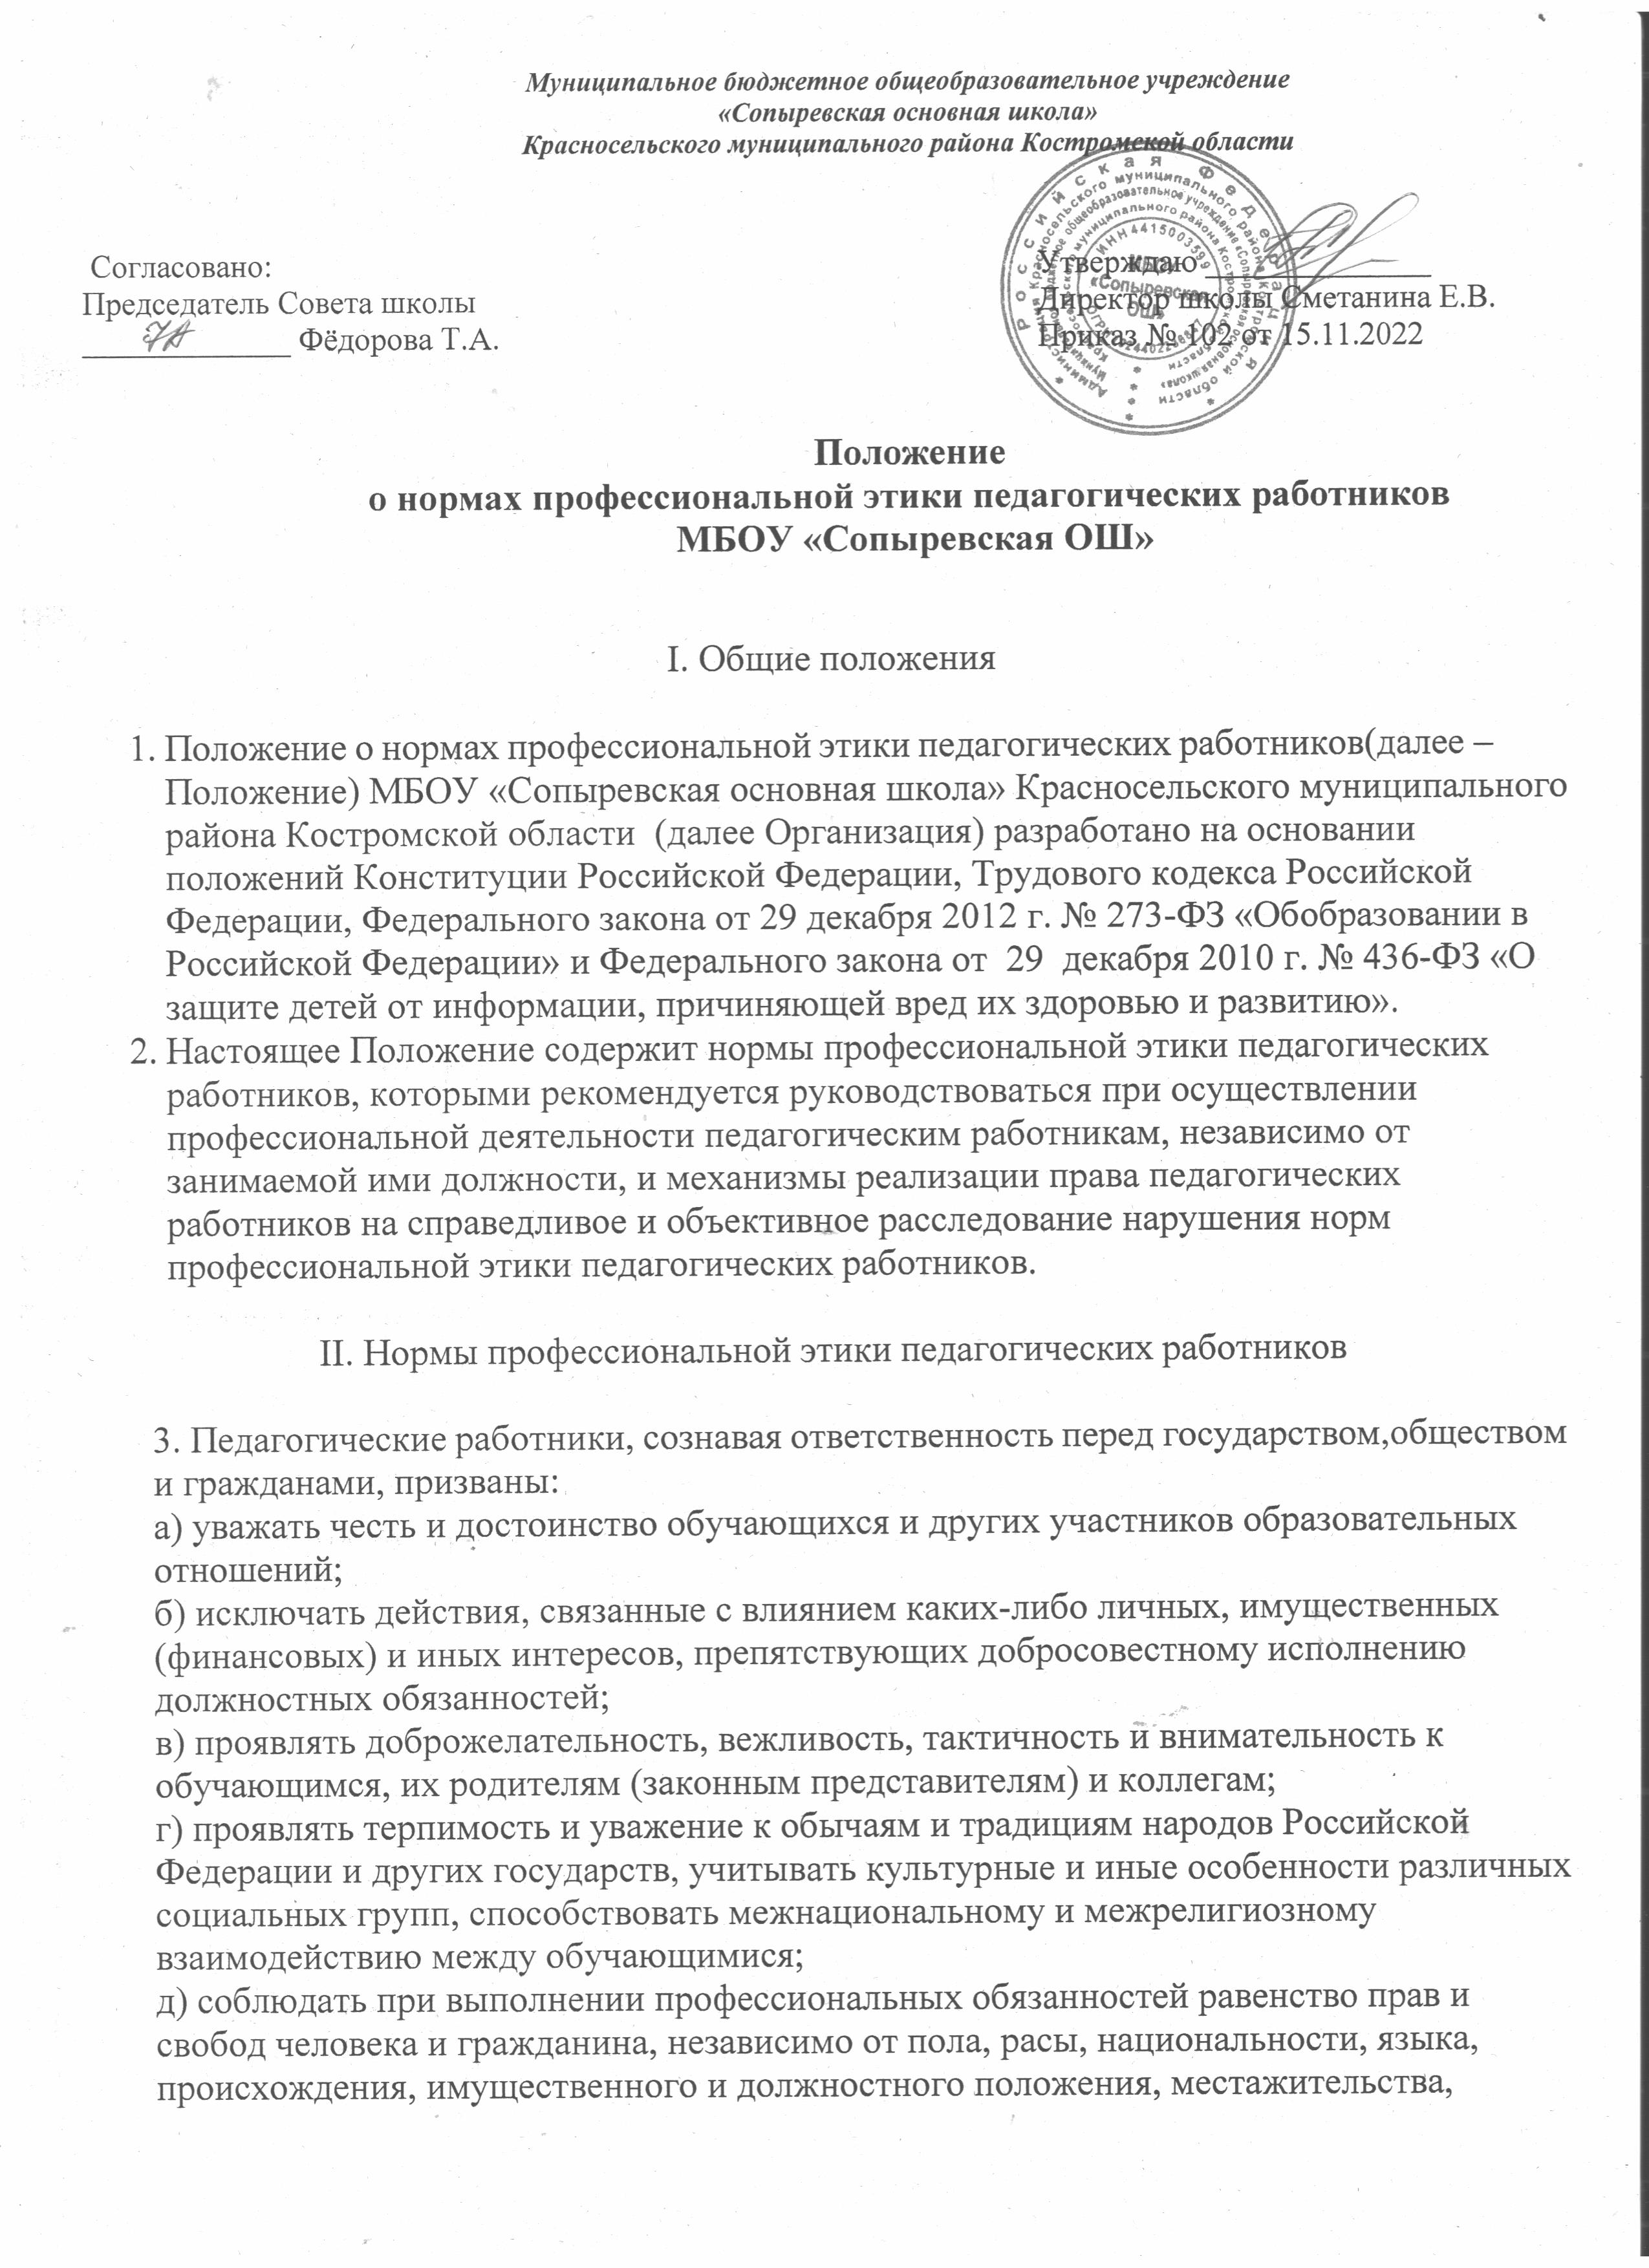 Муниципальное бюджетное общеобразовательное учреждение
«Сопыревская основная школа»
Красносельского муниципального района Костромской области
Согласовано:
Председатель Совета школы
Фёдорова Т.А.
Утверждаю
Директор школы Сметанина Е.В.
Приказ № 102 от 15.11.2022
Российская Федерация
ИНН 4415003599
МБОУ
«Сопыревская
ОШ»
Положение
о нормах профессиональной этики педагогических работников
МБОУ «Сопыревская ОШ»
I. Общие положения
1. Положение о нормах профессиональной этики педагогических работников(далее –
Положение) МБОУ «Сопыревская основная школа» Красносельского муниципального
района Костромской области (далее Организация) разработано на основании
положений Конституции Российской Федерации, Трудового кодекса Российской
Федерации, Федерального закона от 29 декабря 2012 г. № 273-ФЗ «Обобразовании в
Российской Федерации» и Федерального закона от 29 декабря 2010 г. № 436-ФЗ «О
защите детей от информации, причиняющей вред их здоровью и развитию».
2. Настоящее Положение содержит нормы профессиональной этики педагогических
работников, которыми рекомендуется руководствоваться при осуществлении
профессиональной деятельности педагогическим работникам, независимо от
занимаемой ими должности, и механизмы реализации права педагогических
работников на справедливое и объективное расследование нарушения норм
профессиональной этики педагогических работников.
II. Нормы профессиональной этики педагогических работников
3. Педагогические работники, сознавая ответственность перед государством,обществом
и гражданами, призваны:
а) уважать честь и достоинство обучающихся и других участников образовательных
отношений;
б) исключать действия, связанные с влиянием каких-либо личных, имущественных
(финансовых) и иных интересов, препятствующих добросовестному исполнению
должностных обязанностей;
в) проявлять доброжелательность, вежливость, тактичность и внимательность к
обучающимся, их родителям (законным представителям) и коллегам;
г) проявлять терпимость и уважение к обычаям и традициям народов Российской
Федерации и других государств, учитывать культурные и иные особенности различных
социальных групп, способствовать межнациональному и межрелигиозному
взаимодействию между обучающимися;
д) соблюдать при выполнении профессиональных обязанностей равенство прав и
свобод человека и гражданина, независимо от пола, расы, национальности, языка,
происхождения, имущественного и должностного положения, местажительства,